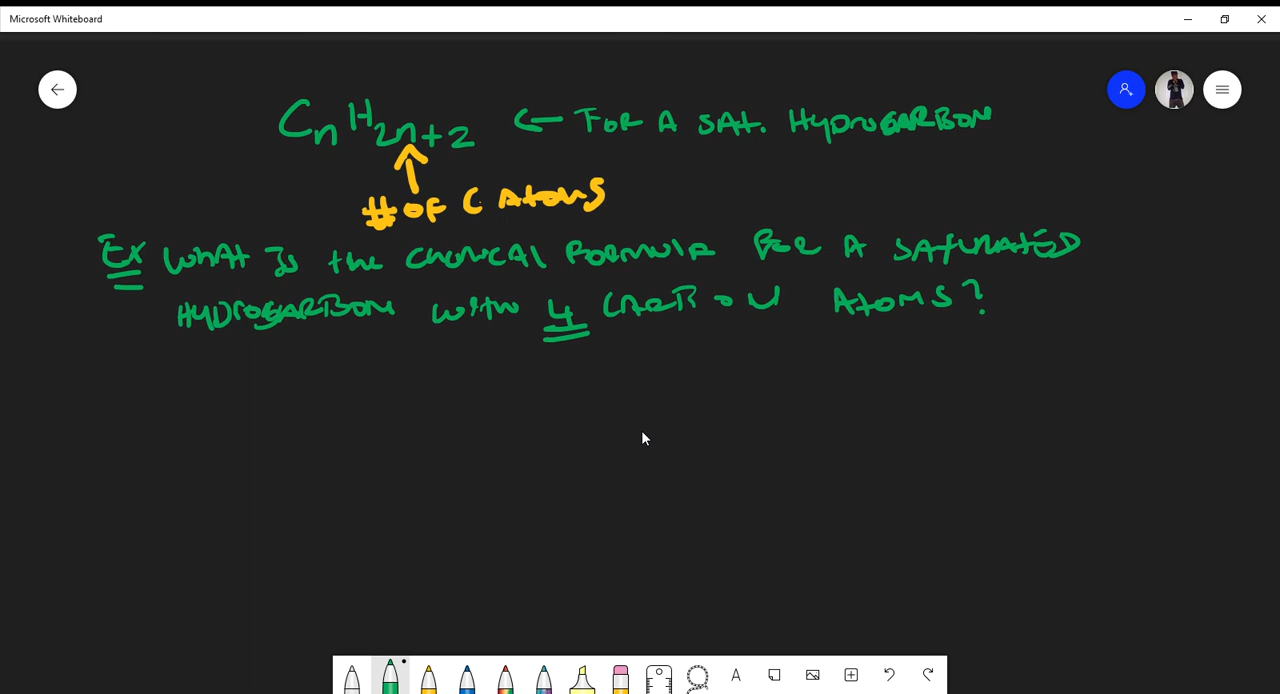 Microsoft Whiteboard
CnH2n+2 ← FOR A SAT. HYDROCARBON
# OF C ATOMS
EX WHAT IS the CHEMICAL FORMULA FOR A SATURATED
HYDROCARBON WITH 4 CARBON ATOMS?
A